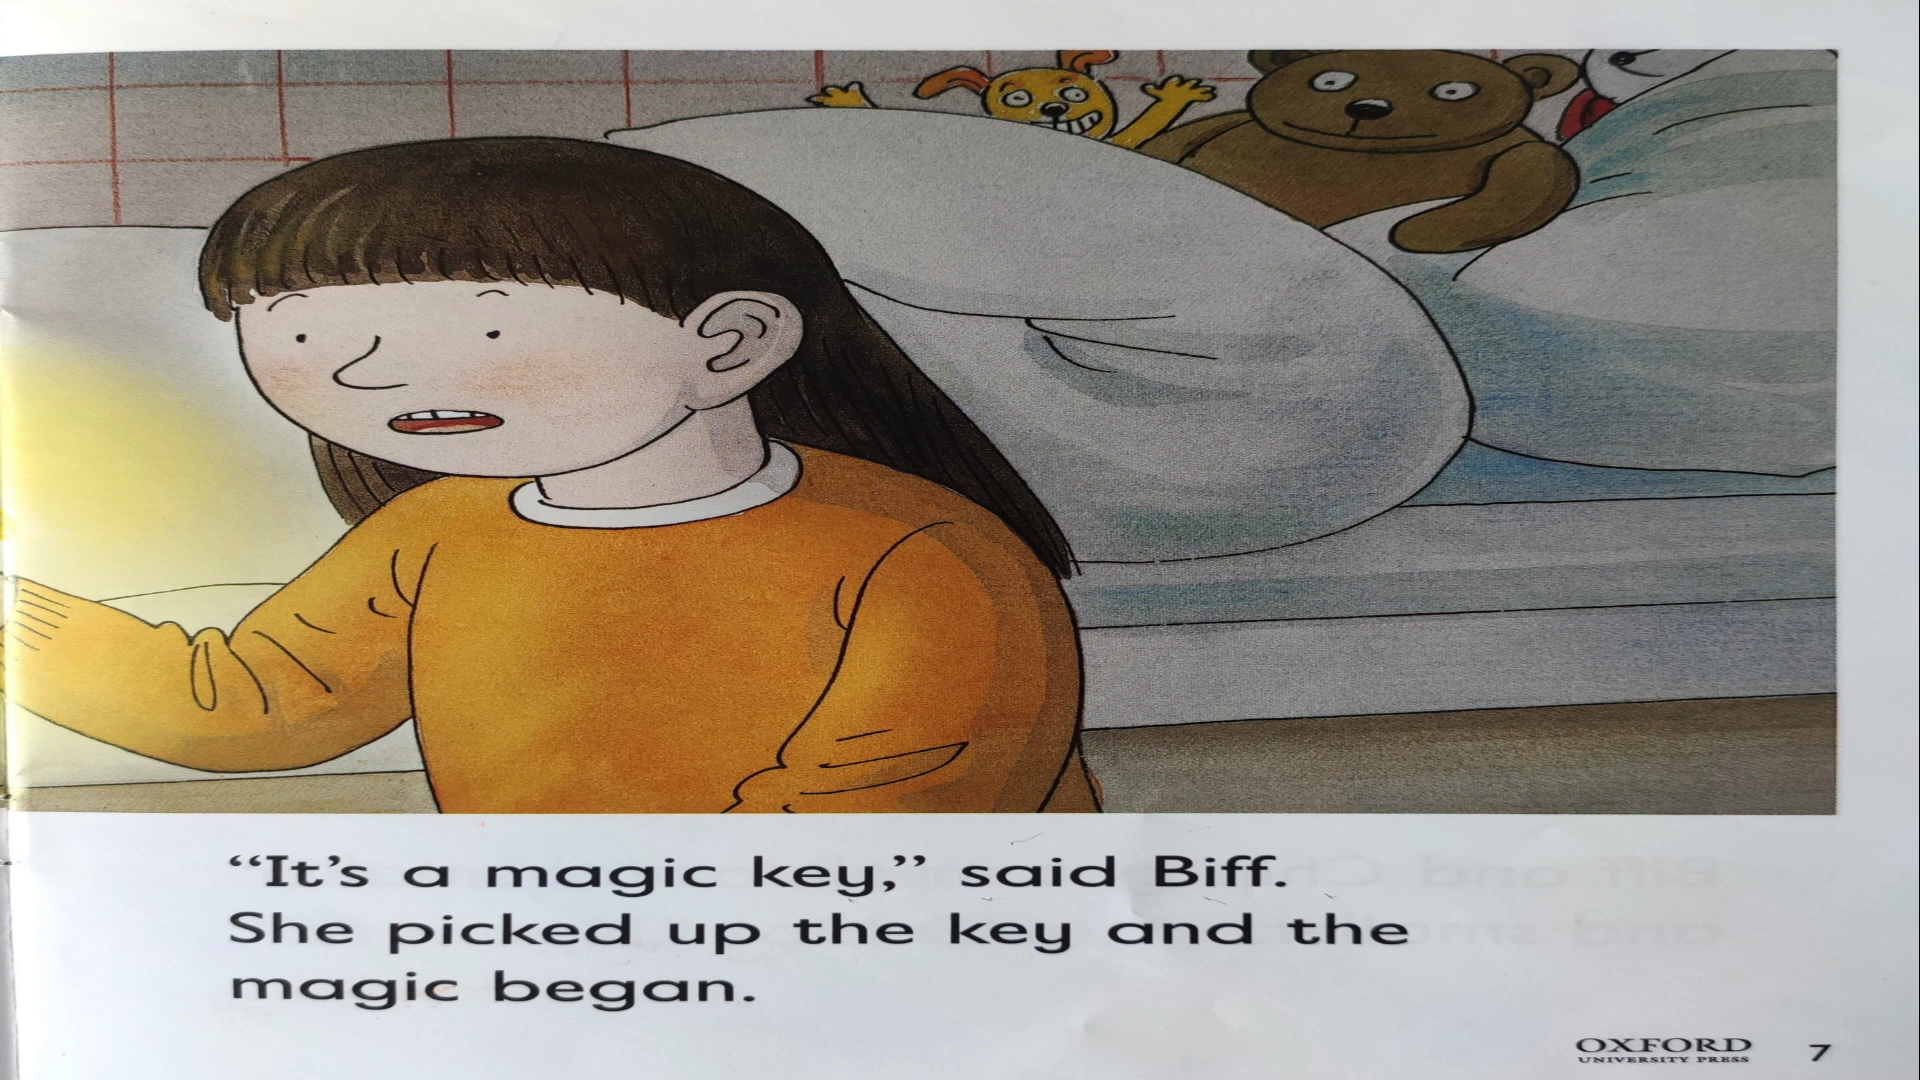 “It’s a magic key,” said Biff.
She picked up the key and the
magic began.
OXFORD
UNIVERSITY PRESS
7